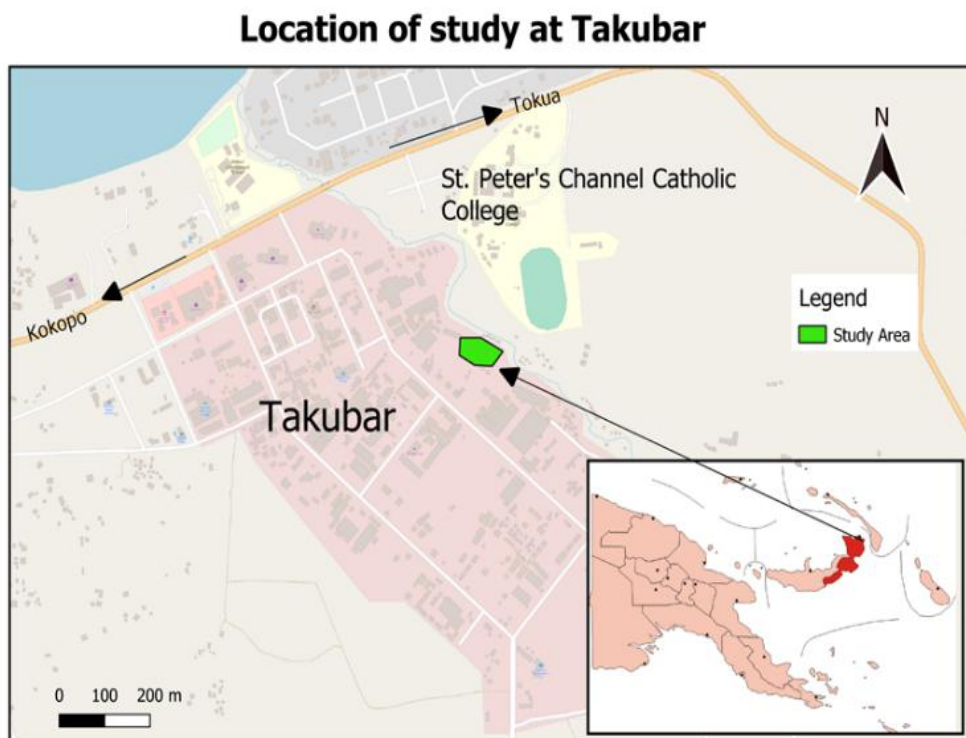 Location of study at Takubar
Tokua
N
St. Peter's Channel Catholic
College
Kokopo
Legend
Study Area
Takubar
0 100 200 m